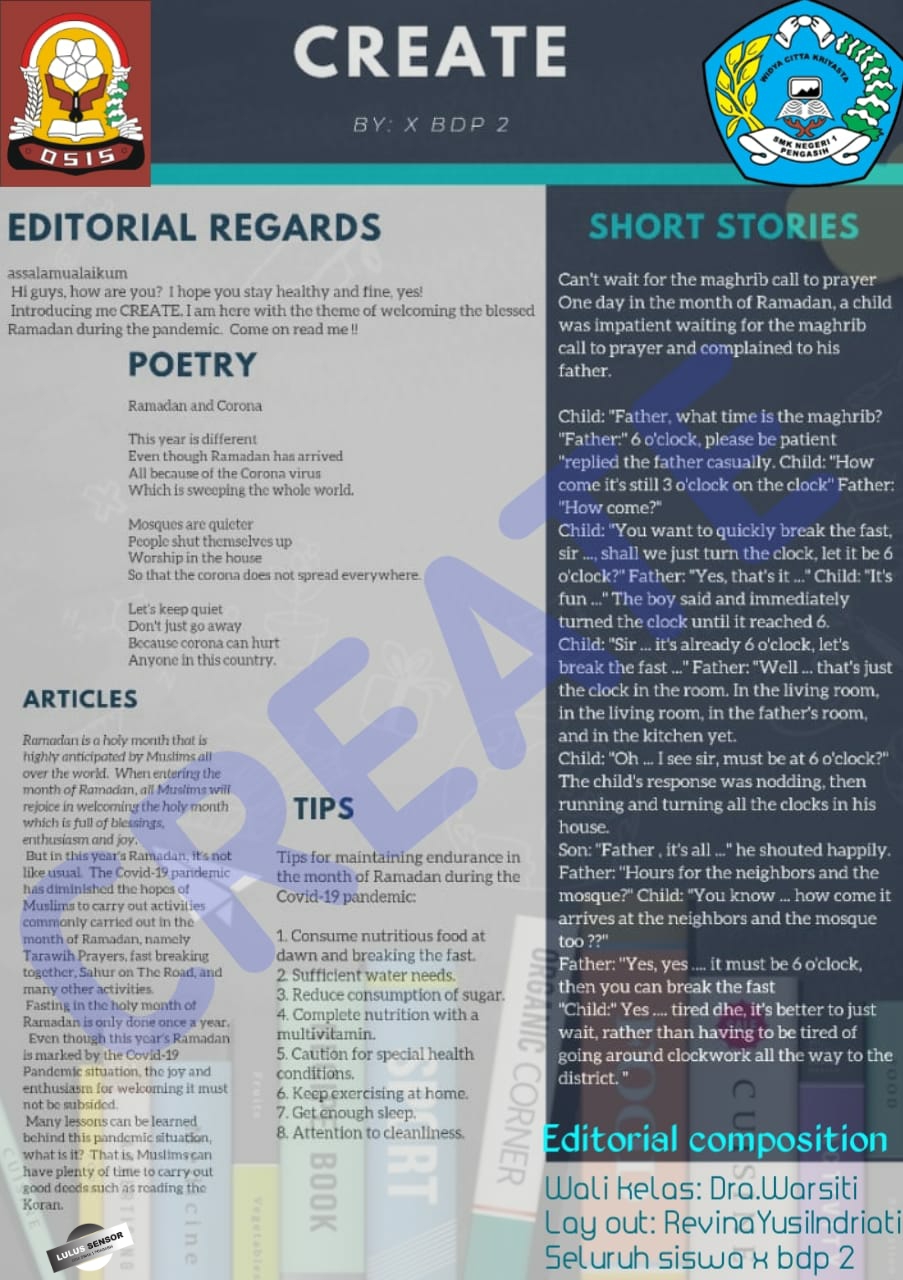 CREATE
BY: X BDP 2
OSIS
WIDYA CITTA KRIYASTA
SMK NEGERI 1
PENGASIH
EDITORIAL REGARDS
assalamualaikum
Hi guys, how are you? I hope you stay healthy and fine, yes!
Introducing me CREATE, I am here with the theme of welcoming the blessed
Ramadan during the pandemic. Come on read me !!
POETRY
Ramadan and Corona
This year is different
Even though Ramadan has arrived
All because of the Corona virus
Which is sweeping the whole world.
Mosques are quieter
People shut themselves up
Worship in the house
So that the corona does not spread everywhere.
Let's keep quiet
Don't just go away
Because corona can hurt
Anyone in this country.
ARTICLES
Ramadan is a holy month that is
highly anticipated by Muslims all
over the world. When entering the
month of Ramadan, all Muslims will
rejoice in welcoming the holy month
which is full of blessings,
enthusiasm and joy.
But in this year's Ramadan, it's not
like usual. The Covid-19 pandemic
has diminished the hopes of
Muslims to carry out activities
commonly carried out in the
month of Ramadan, namely
Tarawih Prayers, fast breaking
together, Sahur on The Road, and
many other activities.
Fasting in the holy month of
Ramadan is only done once a year.
Even though this year's Ramadan
is marked by the Covid-19
Pandemic situation, the joy and
enthusiasm for welcoming it must
not be subsided.
Many lessons can be learned
behind this pandemic situation,
what is it? That is, Muslims can
have plenty of time to carry out
good deeds such as reading the
Koran.
LULUS SENSOR
TIPS
Tips for maintaining endurance in
the month of Ramadan during the
Covid-19 pandemic:
1. Consume nutritious food at
dawn and breaking the fast.
2. Sufficient water needs.
3. Reduce consumption of sugar.
4. Complete nutrition with a
multivitamin.
5. Caution for special health
conditions.
6. Keep exercising at home.
7. Get enough sleep.
8. Attention to cleanliness.
SHORT STORIES
Can't wait for the maghrib call to prayer
One day in the month of Ramadan, a child
was impatient waiting for the maghrib
call to prayer and complained to his
father.
Child: "Father, what time is the maghrib?
"Father:" 6 o'clock, please be patient
"replied the father casually. Child: "How
come it's still 3 o'clock on the clock" Father:
"How come?"
Child: "You want to quickly break the fast,
sir ..., shall we just turn the clock, let it be 6
o'clock?" Father: "Yes, that's it ..." Child: "It's
fun ..." The boy said and immediately
turned the clock until it reached 6.
Child: "Sir ... it's already 6 o'clock, let's
break the fast ..." Father: "Well ... that's just
the clock in the room. In the living room,
in the living room, in the father's room,
and in the kitchen yet.
Child: "Oh ... I see sir, must be at 6 o'clock?"
The child's response was nodding, then
running and turning all the clocks in his
house.
Son: "Father , it's all ..." he shouted happily.
Father: "Hours for the neighbors and the
mosque?" Child: "You know ... how come it
arrives at the neighbors and the mosque
too ??"
Father: "Yes, yes .... it must be 6 o'clock,
then you can break the fast
"Child:" Yes .... tired dhe, it's better to just
wait, rather than having to be tired of
going around clockwork all the way to the
district. "
Editorial composition
Wali kelas: Dra.Warsiti
Lay out: RevinaYusiIndriati
Seluruh siswa x bdp 2
CREATE
ORGANIC CORNER
BOOK
Vegetables
Fruits
CUISINE